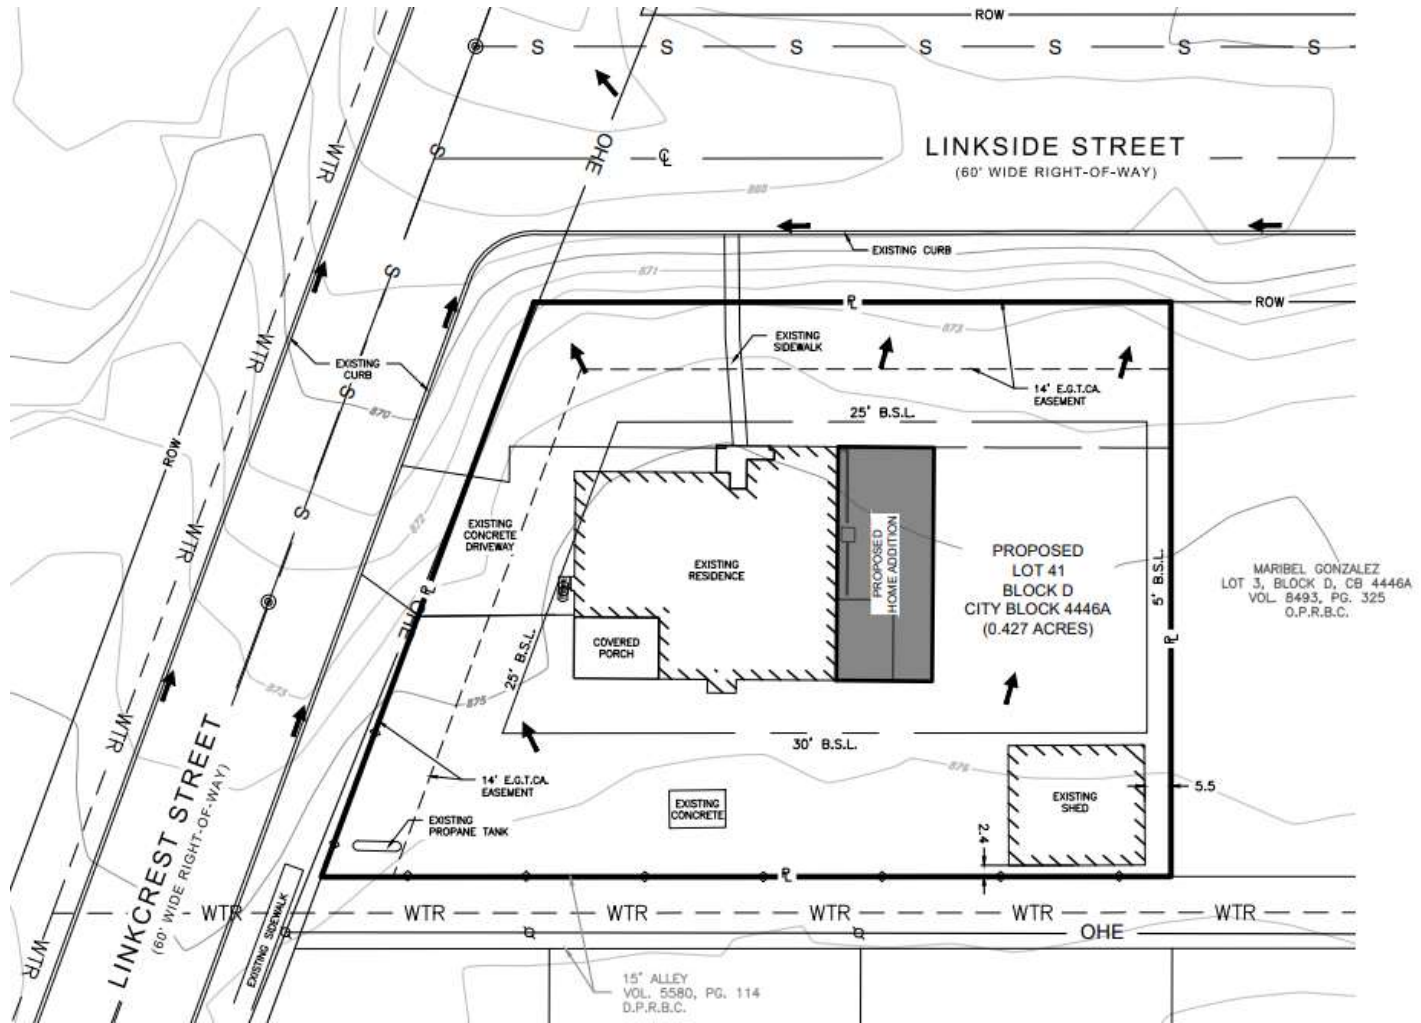 ROW
S S S S S S S
WTR
S
OHE
℄
LINKSIDE STREET
(60' WIDE RIGHT-OF-WAY)
869
EXISTING CURB
871
S
℄
ROW
873
EXISTING
SIDEWALK
WTR
EXISTING
CURB
14' E.G.T.CA.
EASEMENT
S
870
25' B.S.L.
ROW
S
872
EXISTING
CONCRETE
DRIVEWAY
WTR
EXISTING
RESIDENCE
PROPOSED
HOME ADDITION
PROPOSED
LOT 41
BLOCK D
CITY BLOCK 4446A
(0.427 ACRES)
5' B.S.L.
MARIBEL GONZALEZ
LOT 3, BLOCK D, CB 4446A
VOL. 8493, PG. 325
O.P.R.B.C.
OHE
COVERED
PORCH
25' B.S.L.
873
875
WTR
30' B.S.L.
876
14' E.G.T.CA.
EASEMENT
EXISTING
CONCRETE
EXISTING
SHED
5.5
2.4
EXISTING
PROPANE TANK
LINKCREST STREET
(60' WIDE RIGHT-OF-WAY)
EXISTING SIDEWALK
WTR WTR WTR WTR WTR WTR
OHE
WTR
15' ALLEY
VOL. 5580, PG. 114
D.P.R.B.C.